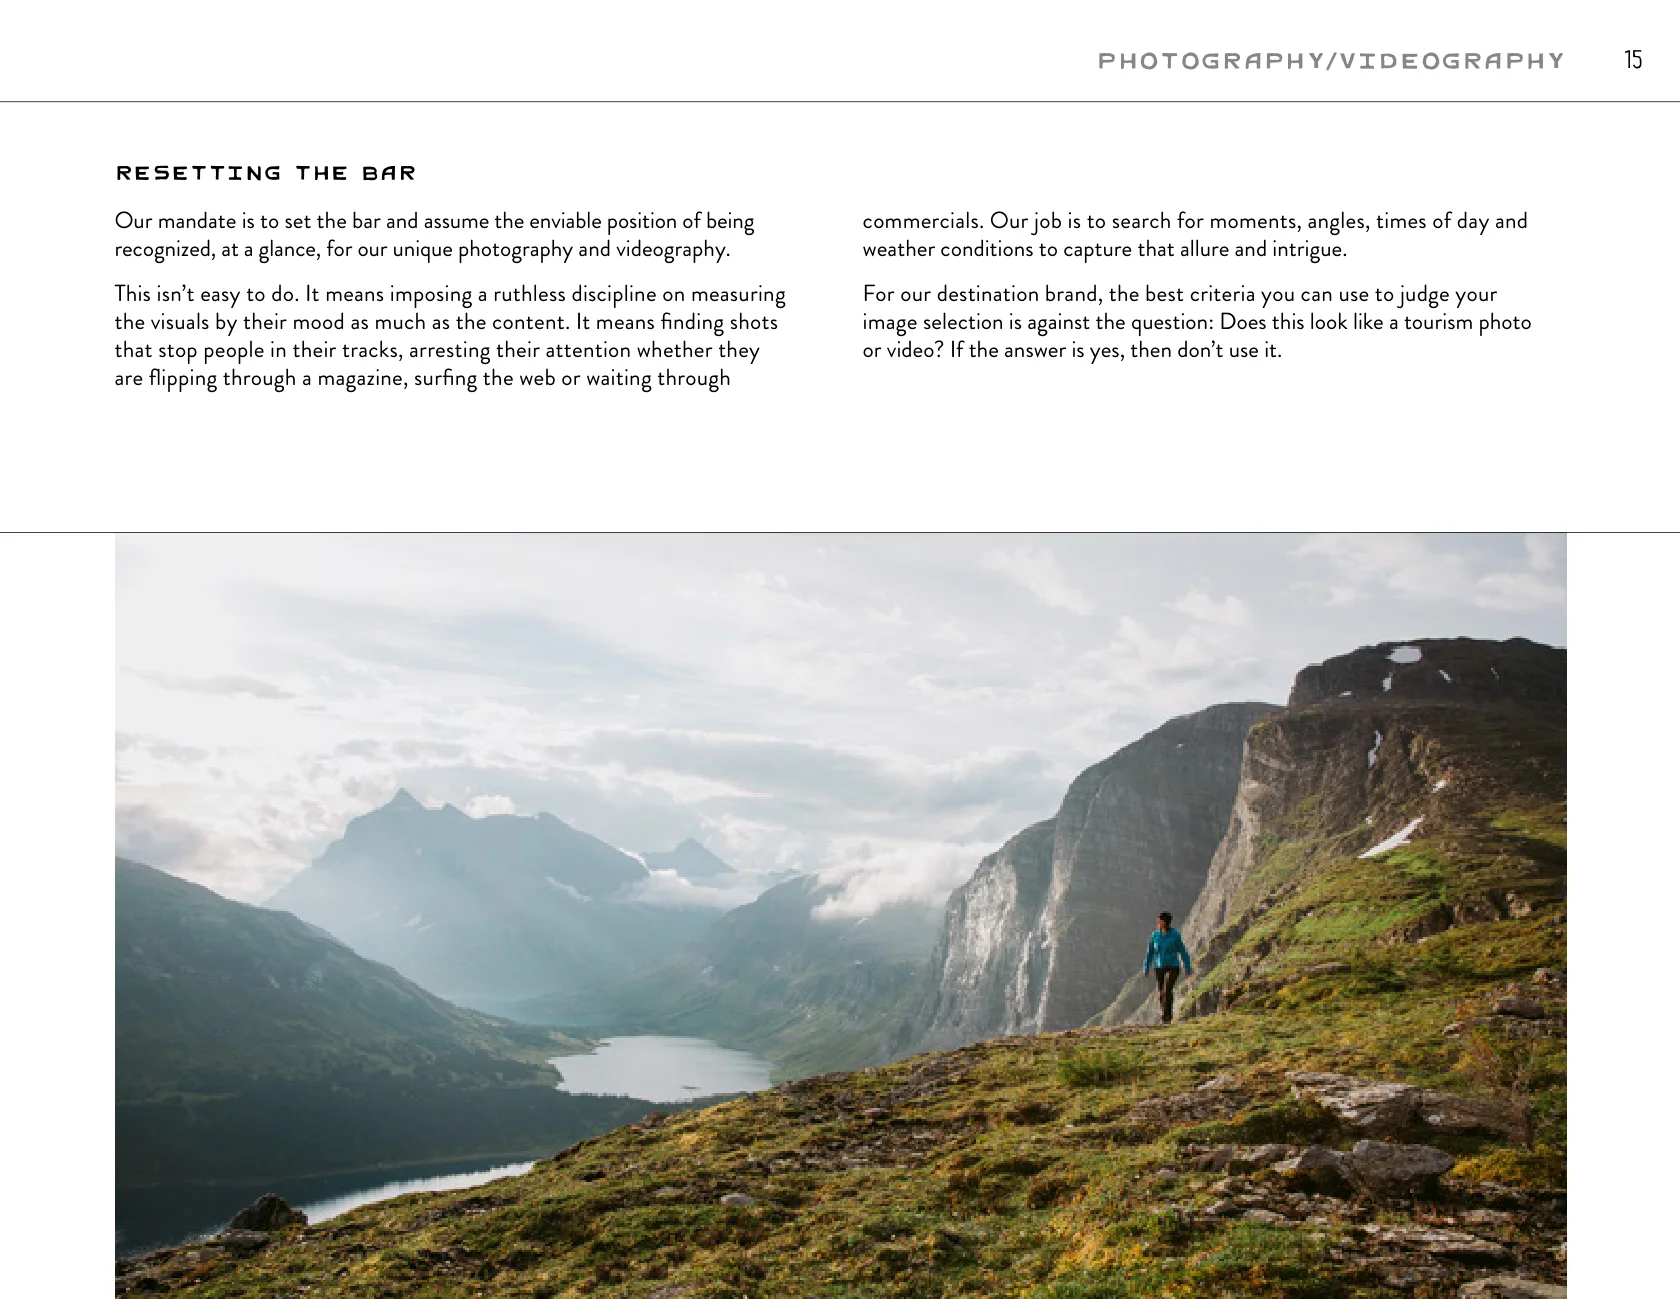 PHOTOGRAPHY/VIDEOGRAPHY 15
RESETTING THE BAR
Our mandate is to set the bar and assume the enviable position of being
recognized, at a glance, for our unique photography and videography.
This isn’t easy to do. It means imposing a ruthless discipline on measuring
the visuals by their mood as much as the content. It means finding shots
that stop people in their tracks, arresting their attention whether they
are flipping through a magazine, surfing the web or waiting through
commercials. Our job is to search for moments, angles, times of day and
weather conditions to capture that allure and intrigue.
For our destination brand, the best criteria you can use to judge your
image selection is against the question: Does this look like a tourism photo
or video? If the answer is yes, then don’t use it.